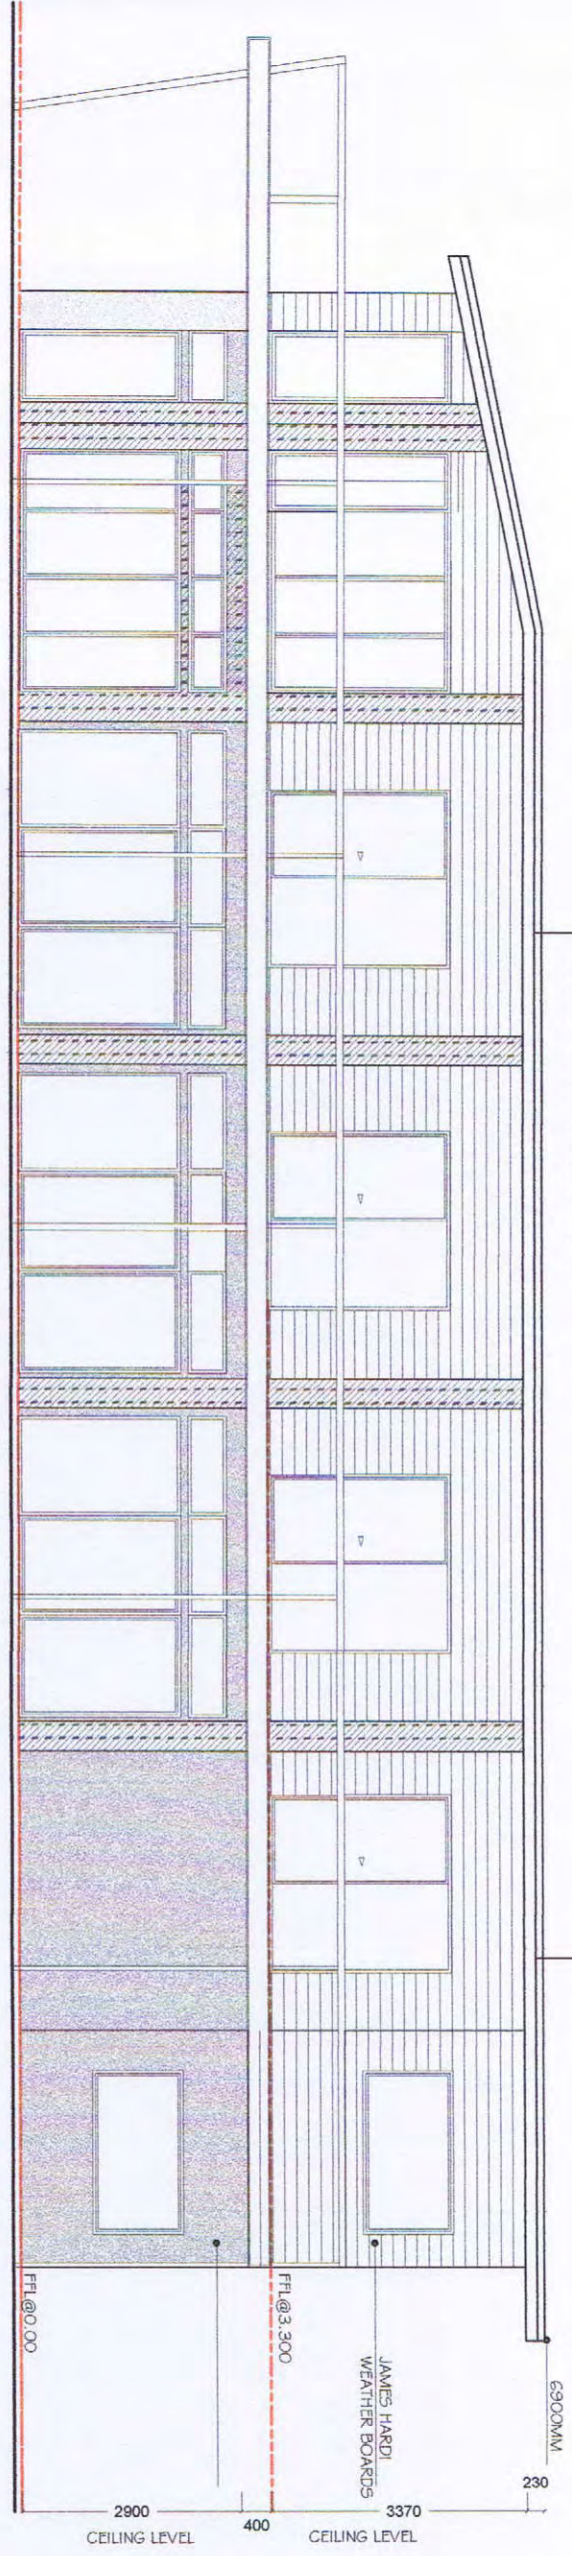 6900MM
JAMES HARDI
WEATHER BOARDS
FFL@3.300
FFL@0.00
230
3370
CEILING LEVEL
400
2900
CEILING LEVEL